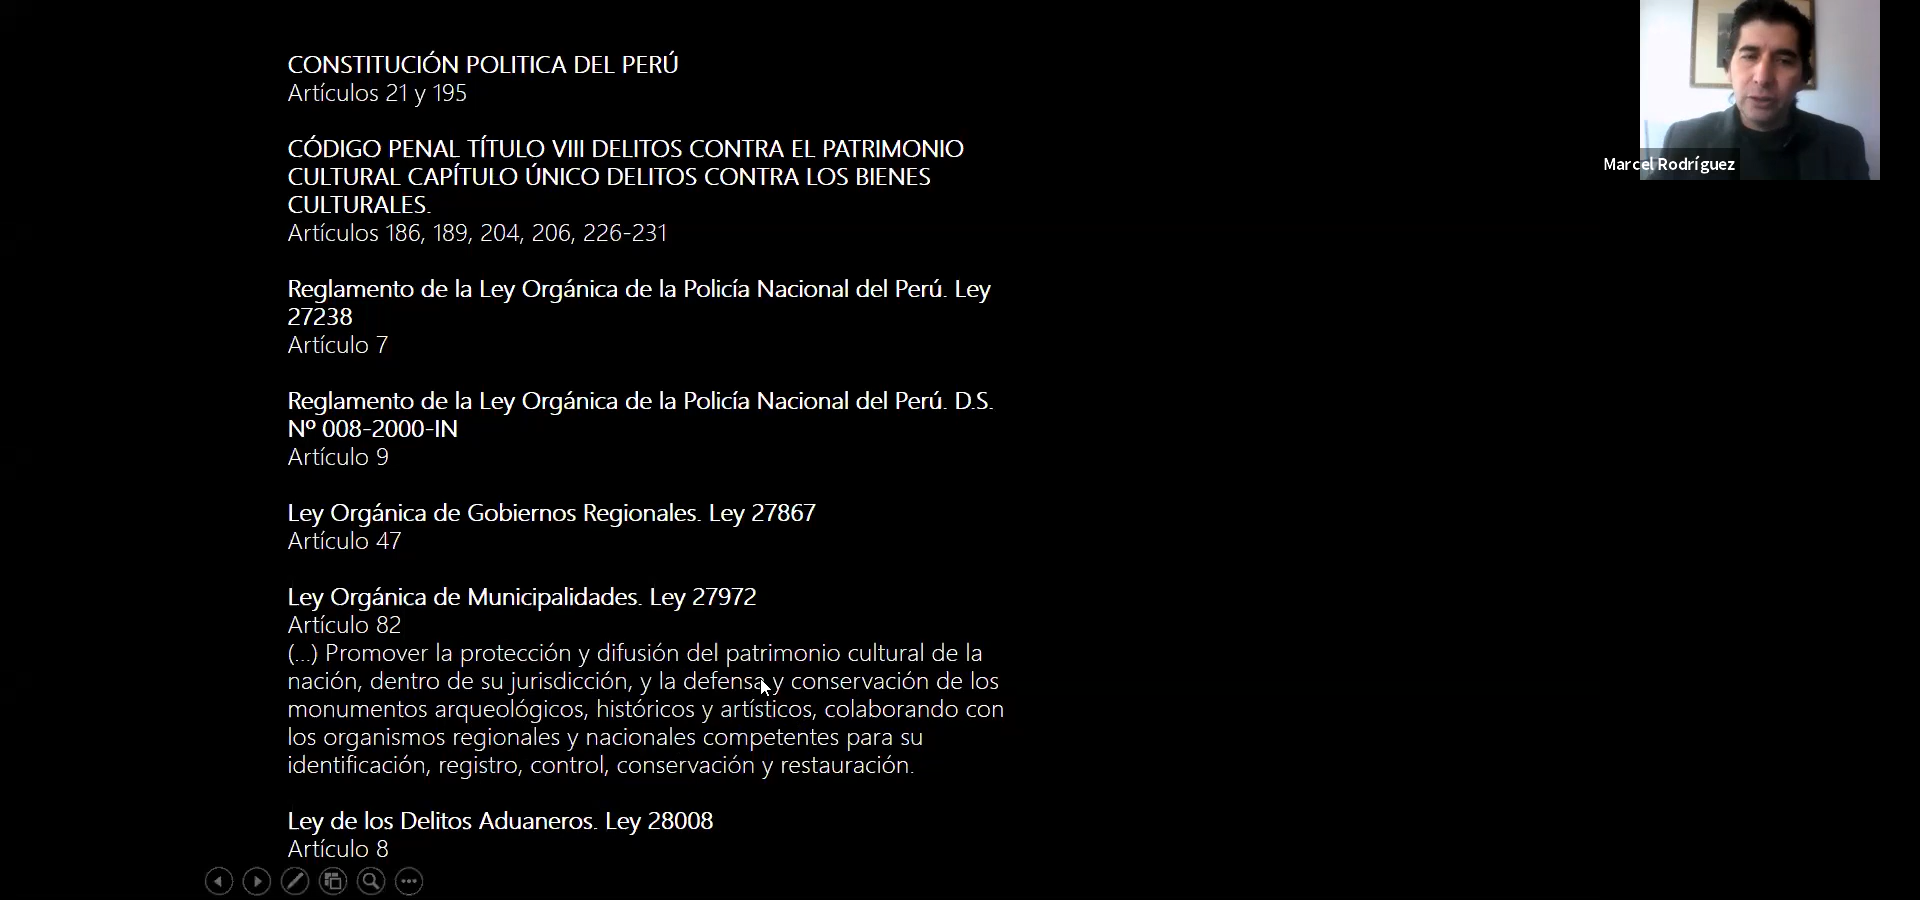 CONSTITUCIÓN POLITICA DEL PERÚ
Artículos 21 y 195
CÓDIGO PENAL TÍTULO VIII DELITOS CONTRA EL PATRIMONIO
CULTURAL CAPÍTULO ÚNICO DELITOS CONTRA LOS BIENES
CULTURALES.
Artículos 186, 189, 204, 206, 226-231
Reglamento de la Ley Orgánica de la Policía Nacional del Perú. Ley
27238
Artículo 7
Reglamento de la Ley Orgánica de la Policía Nacional del Perú. D.S.
Nº 008-2000-IN
Artículo 9
Ley Orgánica de Gobiernos Regionales. Ley 27867
Artículo 47
Ley Orgánica de Municipalidades. Ley 27972
Artículo 82
(...) Promover la protección y difusión del patrimonio cultural de la
nación, dentro de su jurisdicción, y la defensa y conservación de los
monumentos arqueológicos, históricos y artísticos, colaborando con
los organismos regionales y nacionales competentes para su
identificación, registro, control, conservación y restauración.
Ley de los Delitos Aduaneros. Ley 28008
Artículo 8
Marcel Rodríguez